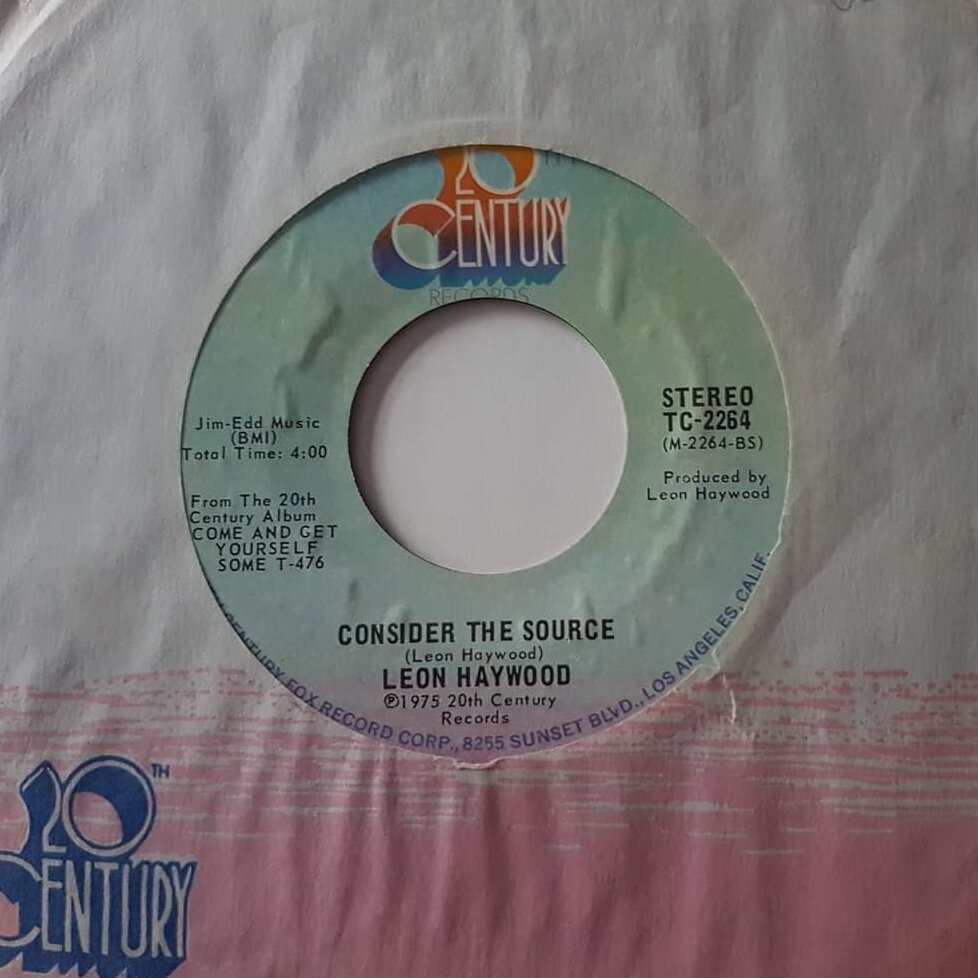 20 TH
CENTURY
RECORDS
Jim-Edd Music
(BMI)
Total Time: 4:00
From The 20th
Century Album
COME AND GET
YOURSELF
SOME T-476
STEREO
TC-2264
(M-2264-BS)
Produced by
Leon Haywood
CONSIDER THE SOURCE
(Leon Haywood)
LEON HAYWOOD
℗1975 20th Century
Records
CENTURY FOX RECORD CORP., 8255 SUNSET BLVD., LOS ANGELES, CALIF.
20TH
CENTURY